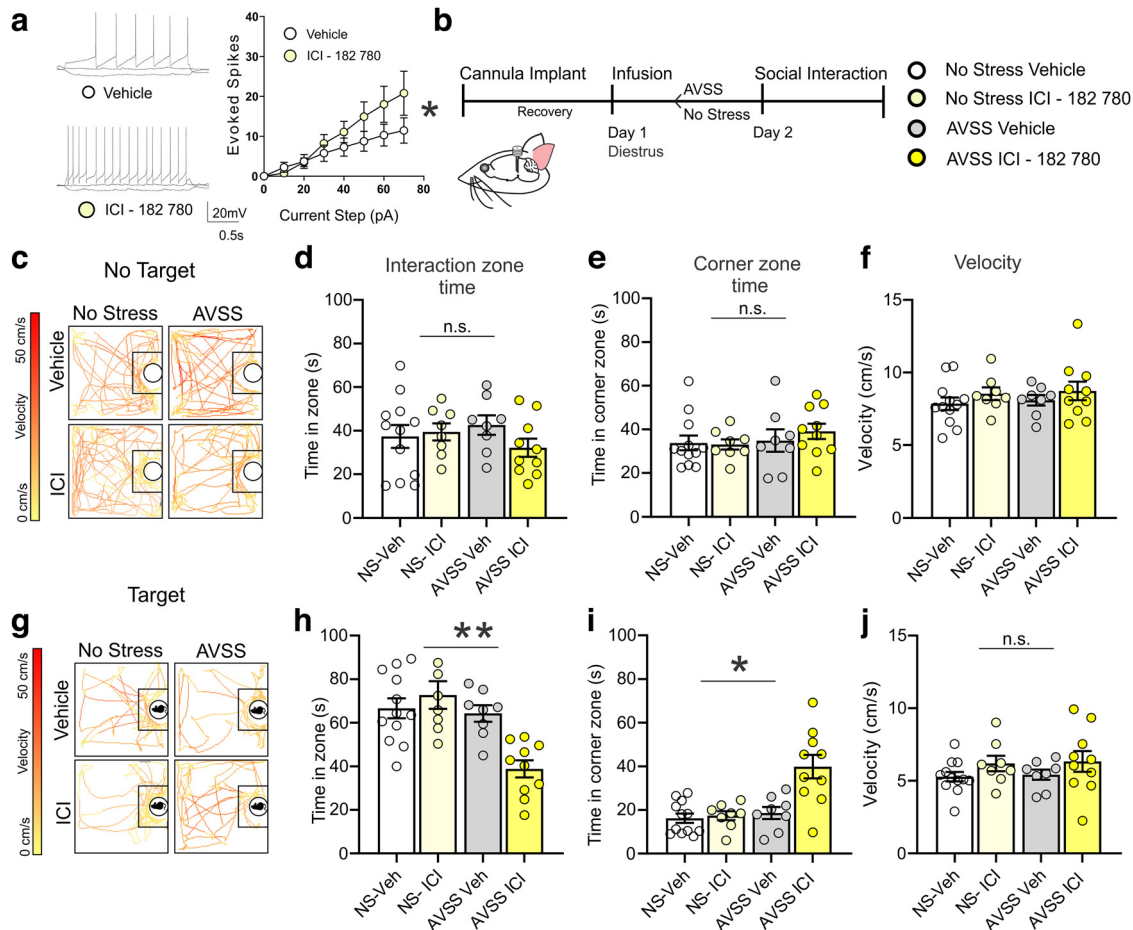 a
Vehicle
ICI - 182 780
20mV
0.5s
Evoked Spikes
40
30
20
10
0
Vehicle
ICI - 182 780
*
0 20 40 60 80
Current Step (pA)
b
Cannula Implant Infusion Social Interaction
AVSS
No Stress
Recovery
Day 1 Day 2
Diestrus
No Stress Vehicle
No Stress ICI - 182 780
AVSS Vehicle
AVSS ICI - 182 780
c
No Target
No Stress AVSS
50 cm/s
Velocity
0 cm/s
Vehicle
ICI
d
Interaction zone
time
n.s.
Time in zone (s)
100
80
60
40
20
0
NS-Veh
NS- ICI
AVSS Veh
AVSS ICI
e
Corner zone
time
n.s.
Time in corner zone (s)
100
80
60
40
20
0
NS-Veh
NS- ICI
AVSS Veh
AVSS ICI
f
Velocity
Velocity (cm/s)
15
10
5
0
NS-Veh
NS- ICI
AVSS Veh
AVSS ICI
g
Target
No Stress AVSS
50 cm/s
Velocity
0 cm/s
Vehicle
ICI
h
**
Time in zone (s)
100
80
60
40
20
0
NS-Veh
NS- ICI
AVSS Veh
AVSS ICI
i
*
Time in corner zone (s)
100
80
60
40
20
0
NS-Veh
NS- ICI
AVSS Veh
AVSS ICI
j
n.s.
Velocity (cm/s)
15
10
5
0
NS-Veh
NS- ICI
AVSS Veh
AVSS ICI